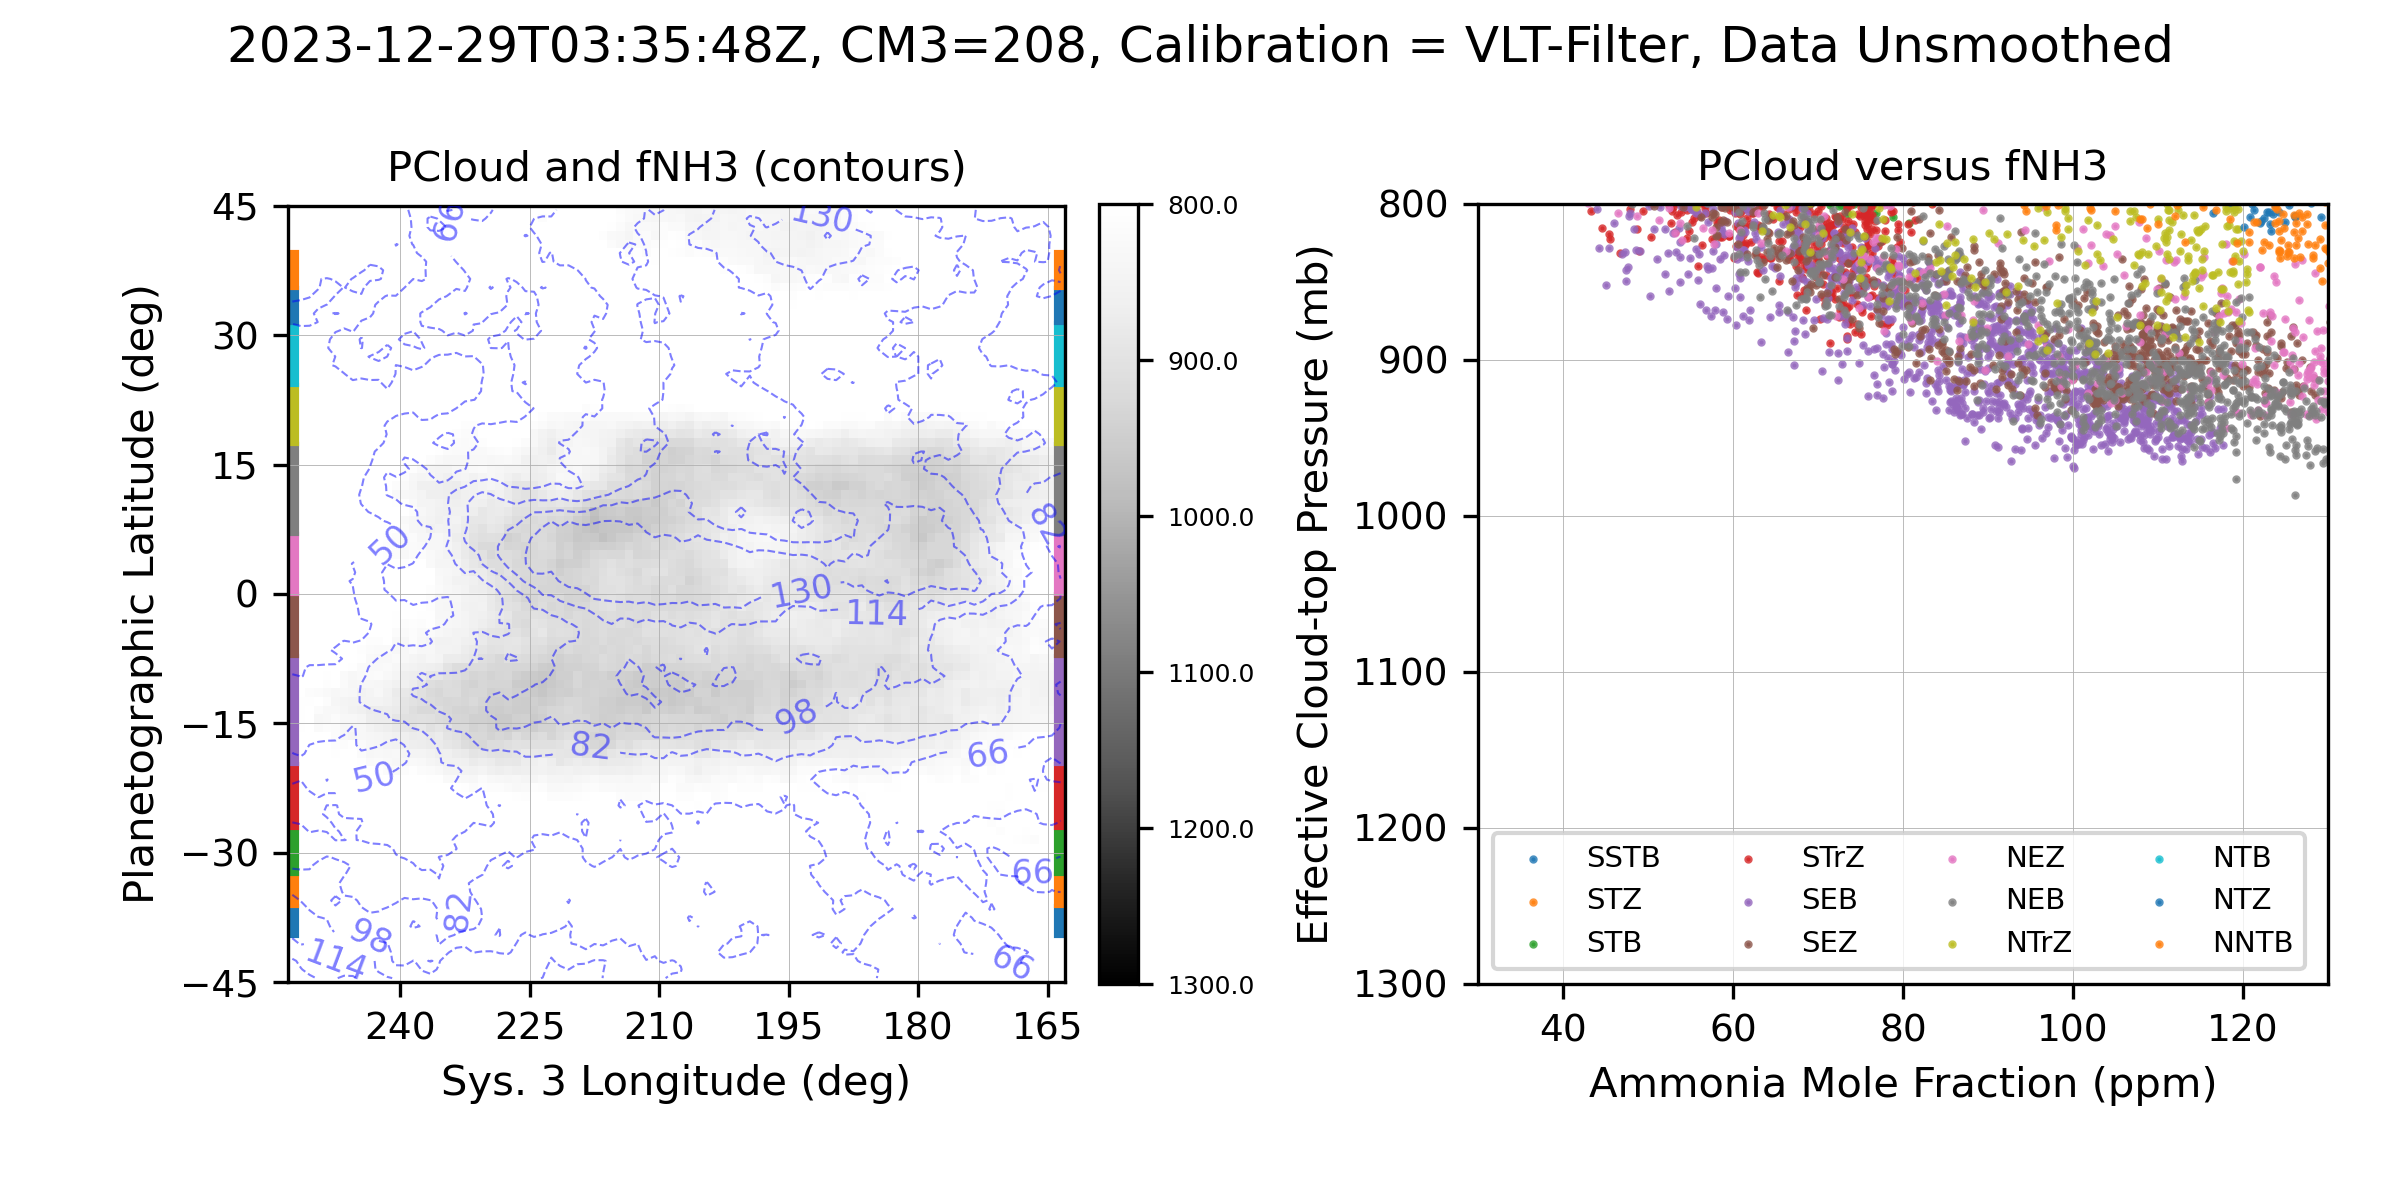 2023-12-29T03:35:48Z, CM3=208, Calibration = VLT-Filter, Data Unsmoothed
PCloud and fNH3 (contours)
Planetographic Latitude (deg)
45
30
15
0
−15
−30
−45
240
225
210
195
180
165
Sys. 3 Longitude (deg)
66
130
50
82
130
114
98
82
66
50
66
82
98
114
66
800.0
900.0
1000.0
1100.0
1200.0
1300.0
PCloud versus fNH3
Effective Cloud-top Pressure (mb)
800
900
1000
1100
1200
1300
40
60
80
100
120
Ammonia Mole Fraction (ppm)
SSTB
STZ
STB
STrZ
SEB
SEZ
NEZ
NEB
NTrZ
NTB
NTZ
NNTB